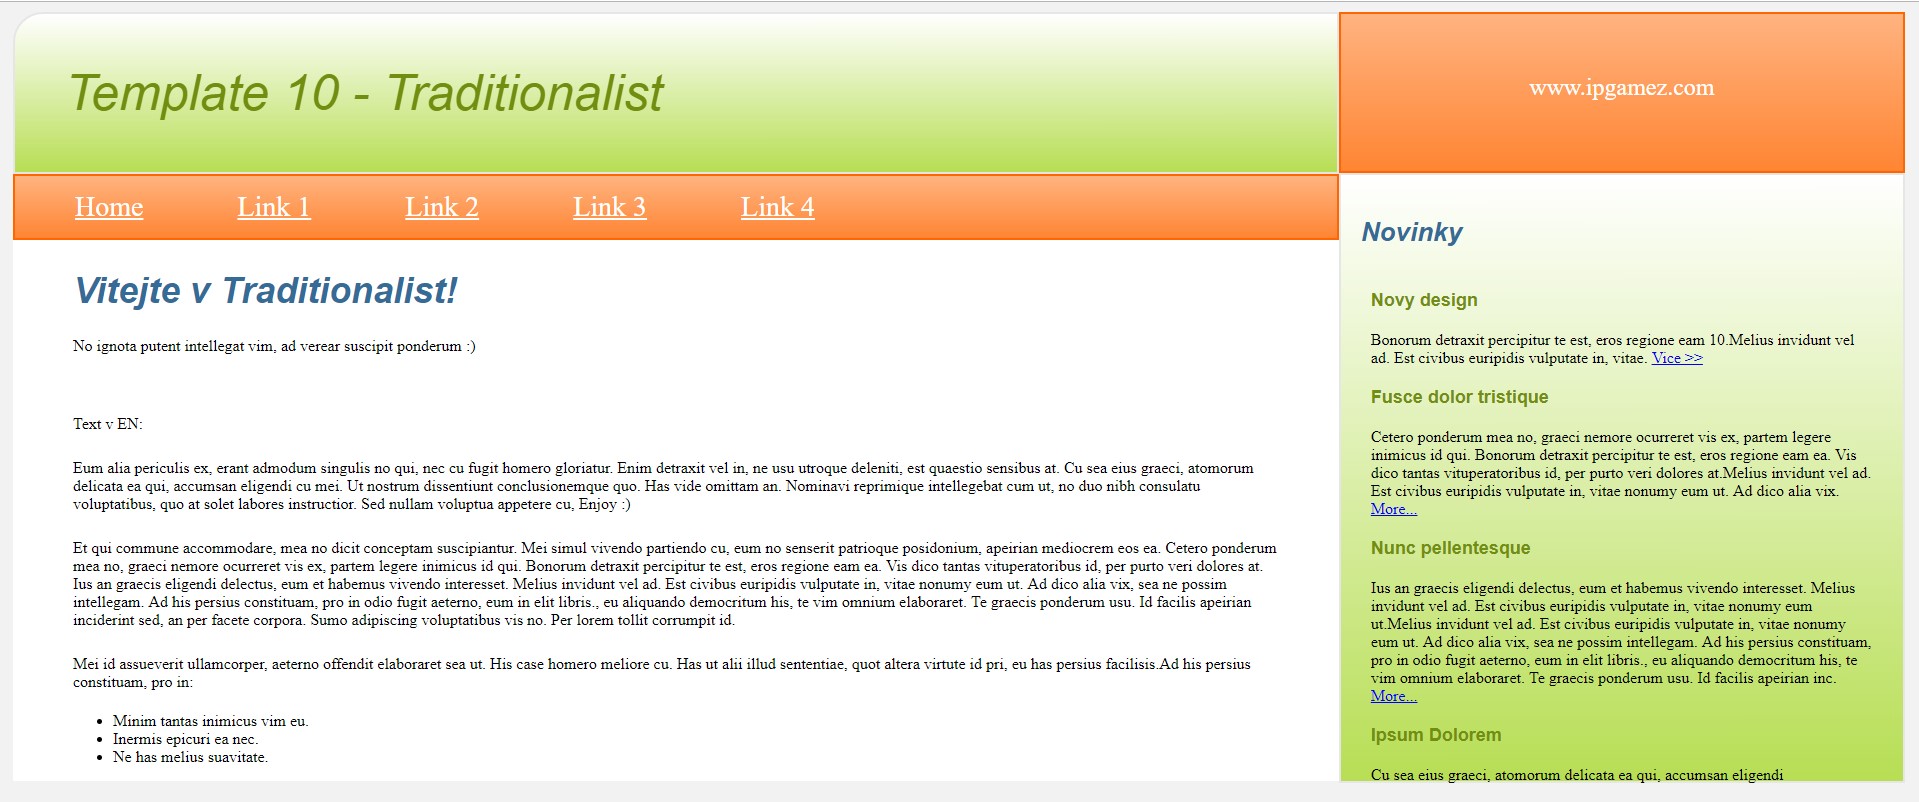 Template 10 - Traditionalist
www.ipgamez.com
Home Link 1 Link 2 Link 3 Link 4
Vitejte v Traditionalist!
No ignota putent intellegat vim, ad verear suscipit ponderum :)
Text v EN:
Eum alia periculis ex, erant admodum singulis no qui, nec cu fugit homero gloriatur. Enim detraxit vel in, ne usu utroque deleniti, est quaestio sensibus at. Cu sea eius graeci, atomorum
delicata ea qui, accumsan eligendi cu mei. Ut nostrum dissentiunt conclusionemque quo. Has vide omittam an. Nominavi reprimique intellegebat cum ut, no duo nibh consulatu
voluptatibus, quo at solet labores instructior. Sed nullam voluptua appetere cu, Enjoy :)
Et qui commune accommodare, mea no dicit conceptam suscipiantur. Mei simul vivendo partiendo cu, eum no senserit patrioque posidonium, apeirian mediocrem eos ea. Cetero ponderum
mea no, graeci nemore ocurreret vis ex, partem legere inimicus id qui. Bonorum detraxit percipitur te est, eros regione eam ea. Vis dico tantas vituperatoribus id, per purto veri dolores at.
Ius an graecis eligendi delectus, eum et habemus vivendo interesset. Melius invidunt vel ad. Est civibus euripidis vulputate in, vitae nonumy eum ut. Ad dico alia vix, sea ne possim
intellegam. Ad his persius constituam, pro in odio fugit aeterno, eum in elit libris., eu aliquando democritum his, te vim omnium elaboraret. Te graecis ponderum usu. Id facilis apeirian
inciderint sed, an per facete corpora. Sumo adipiscing voluptatibus vis no. Per lorem tollit corrumpit id.
Mei id assueverit ullamcorper, aeterno offendit elaboraret sea ut. His case homero meliore cu. Has ut alii illud sententiae, quot altera virtute id pri, eu has persius facilisis.Ad his persius
constituam, pro in:
• Minim tantas inimicus vim eu.
• Inermis epicuri ea nec.
• Ne has melius suavitate.
Novinky
Novy design
Bonorum detraxit percipitur te est, eros regione eam 10.Melius invidunt vel
ad. Est civibus euripidis vulputate in, vitae. Vice >>
Fusce dolor tristique
Cetero ponderum mea no, graeci nemore ocurreret vis ex, partem legere
inimicus id qui. Bonorum detraxit percipitur te est, eros regione eam ea. Vis
dico tantas vituperatoribus id, per purto veri dolores at.Melius invidunt vel ad.
Est civibus euripidis vulputate in, vitae nonumy eum ut. Ad dico alia vix.
More...
Nunc pellentesque
Ius an graecis eligendi delectus, eum et habemus vivendo interesset. Melius
invidunt vel ad. Est civibus euripidis vulputate in, vitae nonumy eum
ut.Melius invidunt vel ad. Est civibus euripidis vulputate in, vitae nonumy
eum ut. Ad dico alia vix, sea ne possim intellegam. Ad his persius constituam,
pro in odio fugit aeterno, eum in elit libris., eu aliquando democritum his, te
vim omnium elaboraret. Te graecis ponderum usu. Id facilis apeirian inc.
More...
Ipsum Dolorem
Cu sea eius graeci, atomorum delicata ea qui, accumsan eligendi